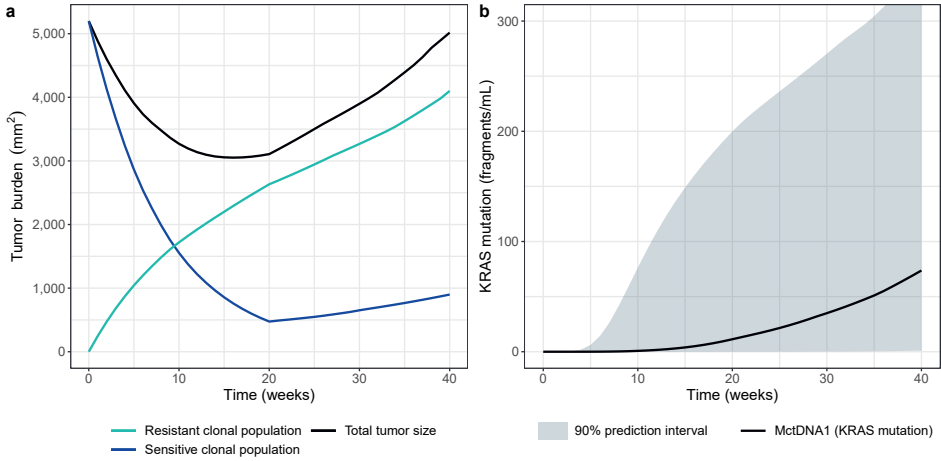 a
5,000
4,000
3,000
2,000
1,000
0
Tumor burden (mm²)
0 10 20 30 40
Time (weeks)
Resistant clonal population
Total tumor size
Sensitive clonal population
b
300
200
100
0
KRAS mutation (fragments/mL)
0 10 20 30 40
Time (weeks)
90% prediction interval
MctDNA1 (KRAS mutation)